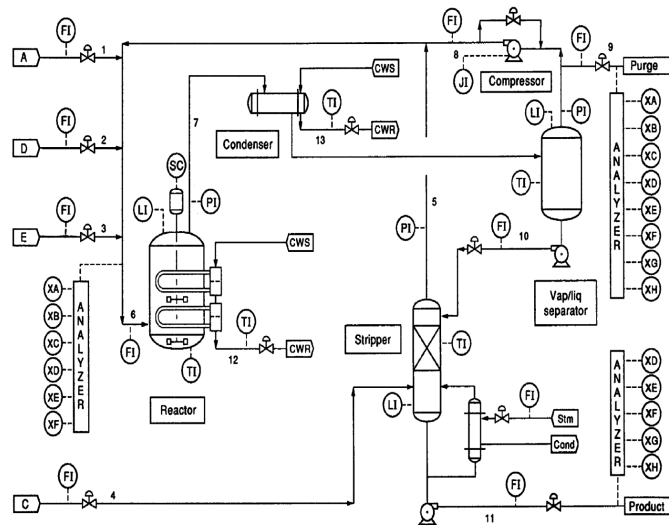 FI
FI
8
9
A
1
Purge
JI
Compressor
CWS
FI
7
TI
LI
PI
XA
XB
XC
XD
XE
XF
XG
XH
ANALYZER
13
CWR
Condenser
D
2
SC
TI
FI
LI
PI
5
E
3
PI
FI
10
CWS
XA
XB
XC
XD
XE
XF
ANALYZER
6
FI
TI
12
CWR
TI
Reactor
Vap/liq
separator
Stripper
TI
XD
XE
XF
XG
XH
ANALYZER
LI
FI
Stm
Cond
FI
C
4
FI
11
Product
FI